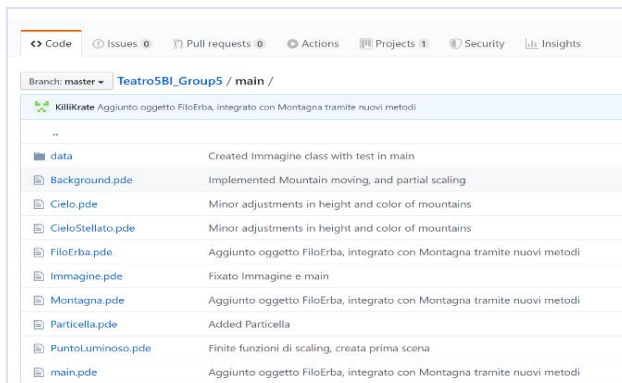 <> Code Issues 0 Pull requests 0 Actions Projects 1 Security Insights
Branch: master Teatro5BI_Group5 / main /
KilliKrate Aggiunto oggetto FiloErba, integrato con Montagna tramite nuovi metodi
..
data Created Immagine class with test in main
Background.pde Implemented Mountain moving, and partial scaling
Cielo.pde Minor adjustments in height and color of mountains
CieloStellato.pde Minor adjustments in height and color of mountains
FiloErba.pde Aggiunto oggetto FiloErba, integrato con Montagna tramite nuovi metodi
Immagine.pde Fixato Immagine e main
Montagna.pde Aggiunto oggetto FiloErba, integrato con Montagna tramite nuovi metodi
Particella.pde Added Particella
PuntoLuminoso.pde Finite funzioni di scaling, creata prima scena
main.pde Aggiunto oggetto FiloErba, integrato con Montagna tramite nuovi metodi